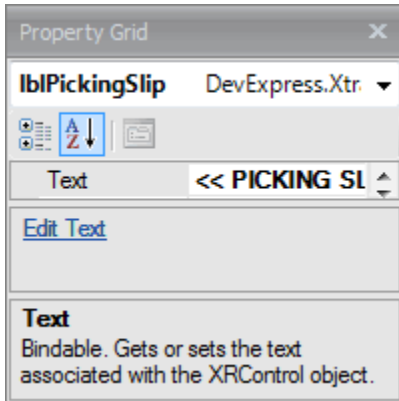 Property Grid
lblPickingSlip DevExpress.Xtr
Text << PICKING SL
Edit Text
Text
Bindable. Gets or sets the text
associated with the XRControl object.